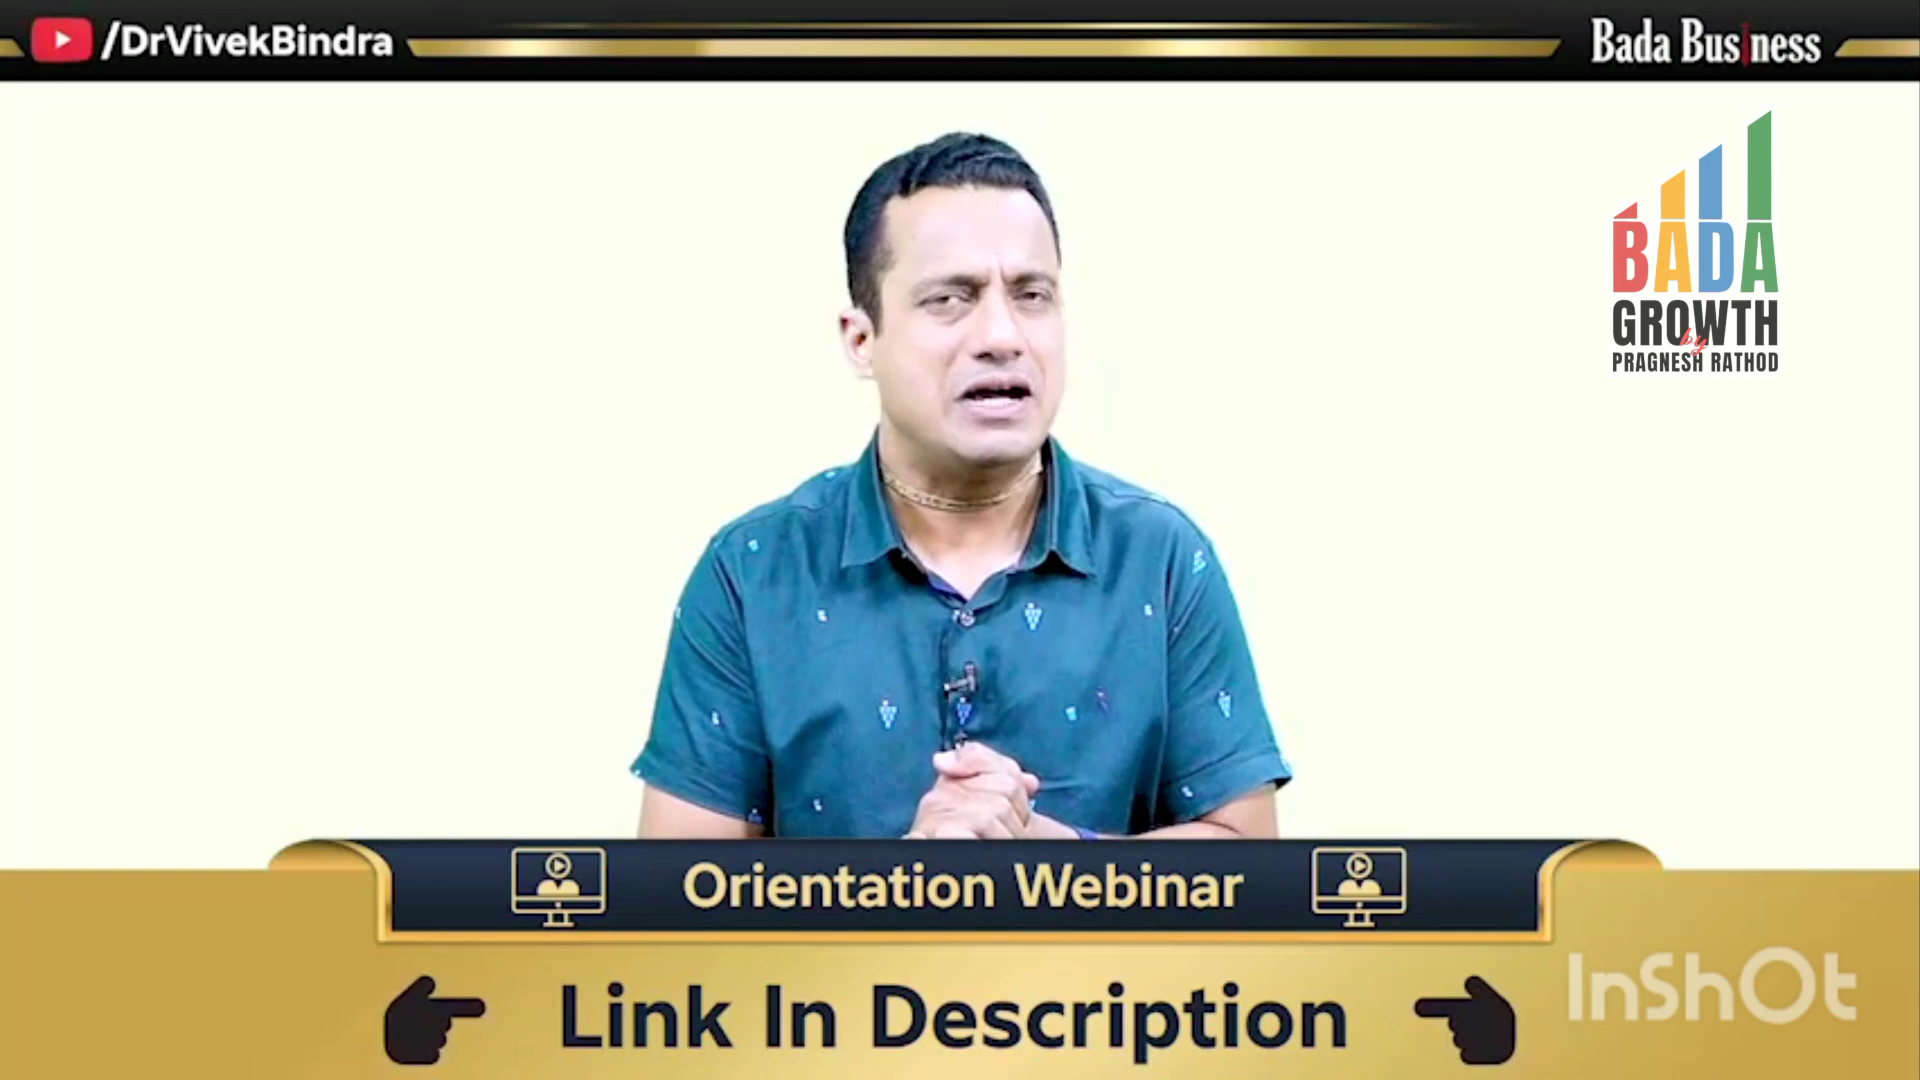 /DrVivekBindra
Bada Business
BADA
GROWTH
by
PRAGNESH RATHOD
Orientation Webinar
Link In Description
InShOt